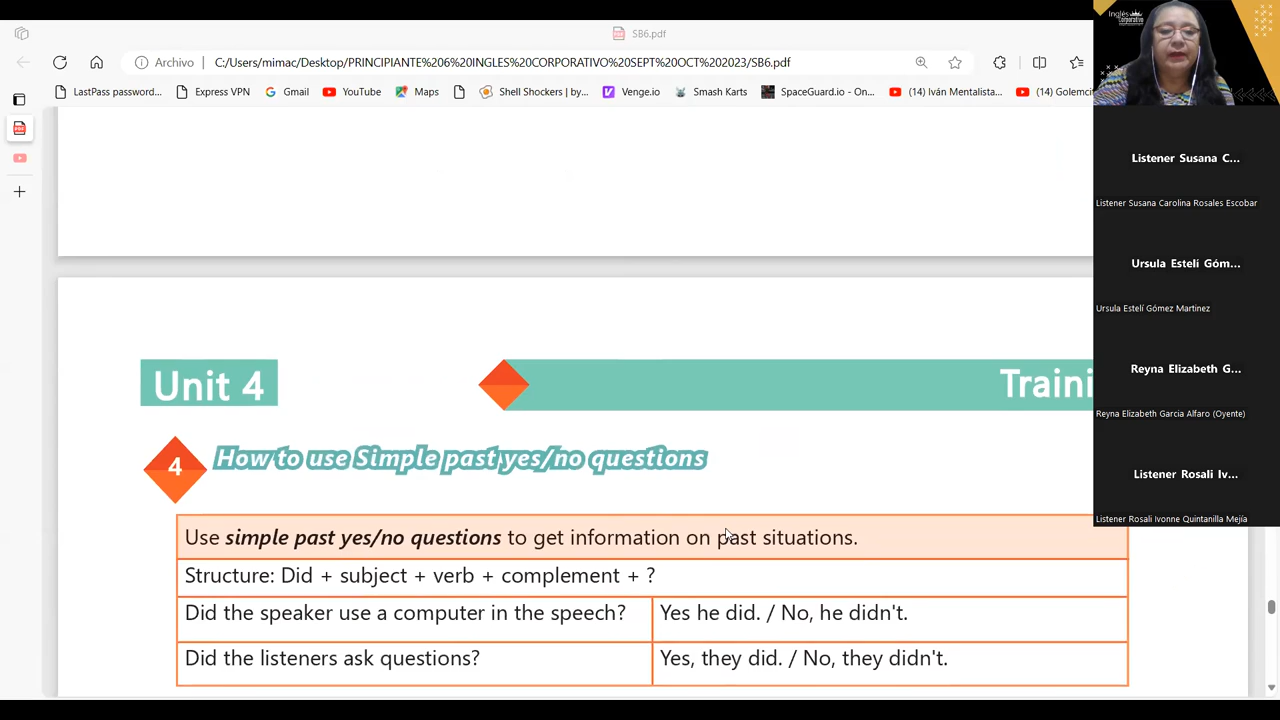 SB6.pdf
Archivo
C:/Users/mimac/Desktop/PRINCIPIANTE%206%20INGLES%20CORPORATIVO%20SEPT%20OCT%202023/SB6.pdf
LastPass password...
Express VPN
Gmail
YouTube
Maps
Shell Shockers | by...
Venge.io
Smash Karts
SpaceGuard.io - On...
(14) Iván Mentalista...
(14) Golemcit
Inglés
Corporativo
Listener Susana C...
Listener Susana Carolina Rosales Escobar
Ursula Estelí Góm...
Ursula Estelí Gómez Martinez
Reyna Elizabeth G...
Reyna Elizabeth Garcia Alfaro (Oyente)
Listener Rosali Iv...
Listener Rosali Ivonne Quintanilla Mejía
Unit 4
Traini
4
How to use Simple past yes/no questions
Use simple past yes/no questions to get information on past situations.
Structure: Did + subject + verb + complement + ?
Did the speaker use a computer in the speech?
Yes he did. / No, he didn't.
Did the listeners ask questions?
Yes, they did. / No, they didn't.